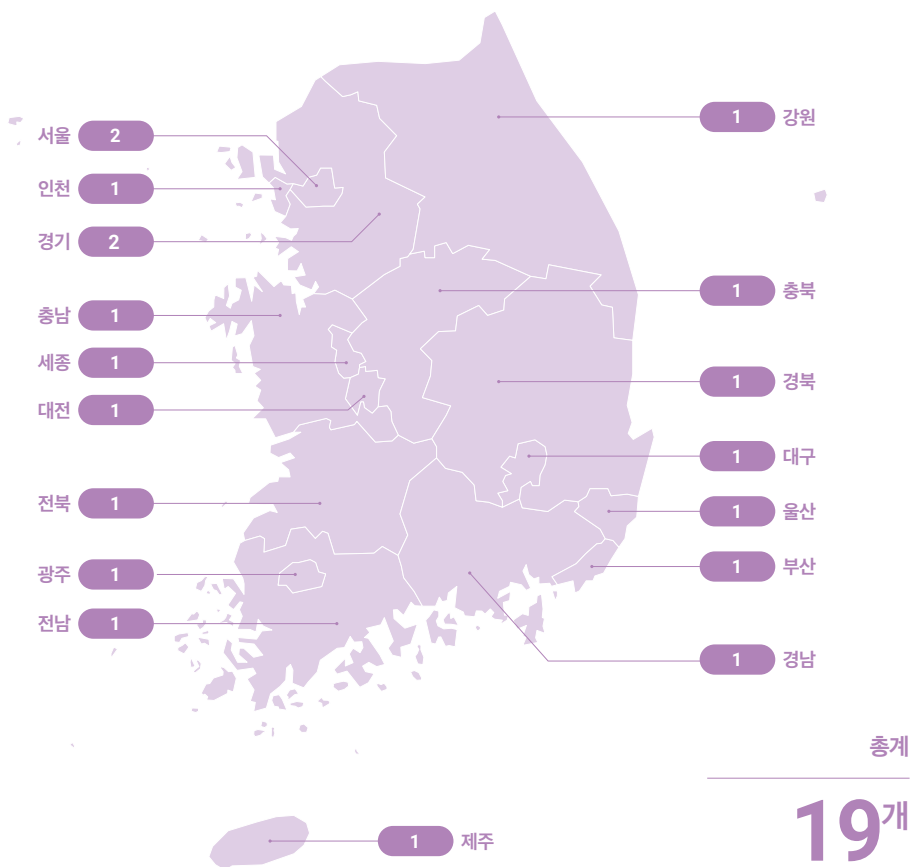 서울 2
인천 1
경기 2
충남 1
세종 1
대전 1
전북 1
광주 1
전남 1
1 강원
1 충북
1 경북
1 대구
1 울산
1 부산
1 경남
1 제주
총계
19개